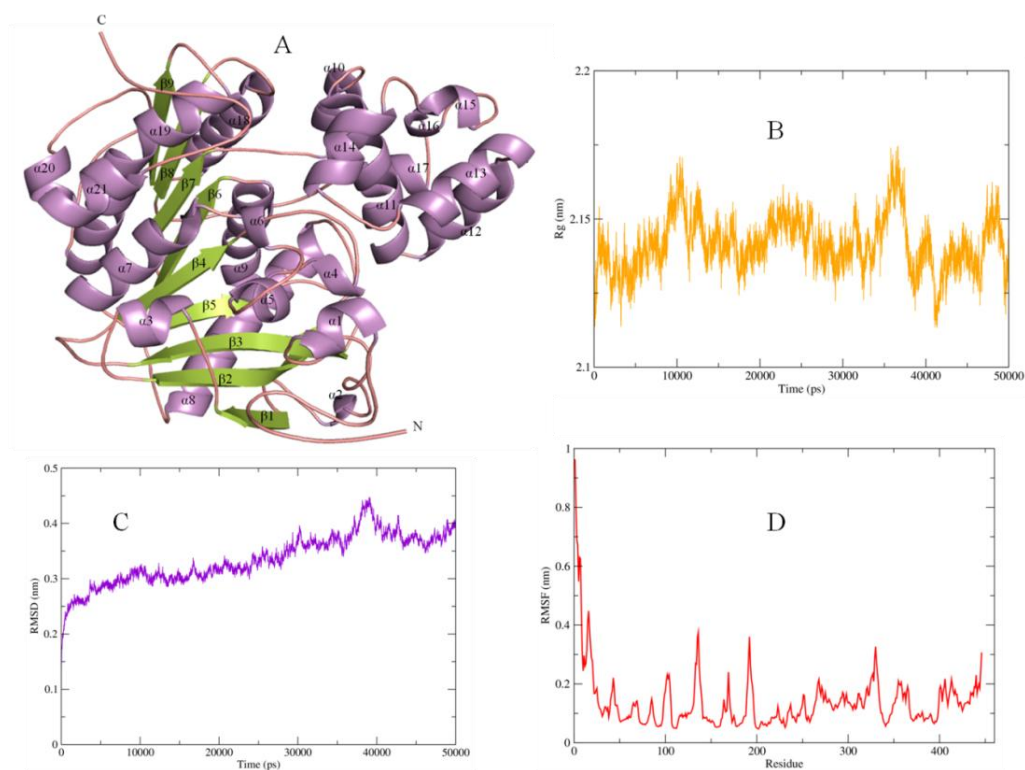 C
A
β9
α10
α15
α18
α16
α19
α14
α20
β8
α17
α13
α21
β7
β6
α11
α6
α12
β4
α7
α9
α4
β5
α5
α3
α1
β3
β2
α8
α2
β1
N
B
2.2
2.15
2.1
Rg (nm)
0 10000 20000 30000 40000 50000
Time (ps)
C
0.5
0.4
0.3
0.2
0.1
0
RMSD (nm)
0 10000 20000 30000 40000 50000
Time (ps)
D
1
0.8
0.6
0.4
0.2
0
RMSF (nm)
0 100 200 300 400
Residue